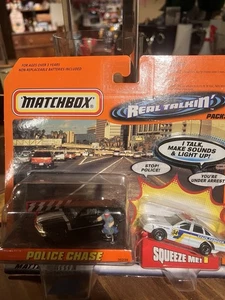 FOR AGES 3 AND OVER
NON-REPLACEABLE BATTERIES INCLUDED
MATCHBOX
REAL TALKIN'
PACK
I TALK,
MAKE SOUNDS
& LIGHT UP!
STOP!
POLICE!
YOU'RE
UNDER ARREST!
POLICE CHASE
SQUEEZE ME!